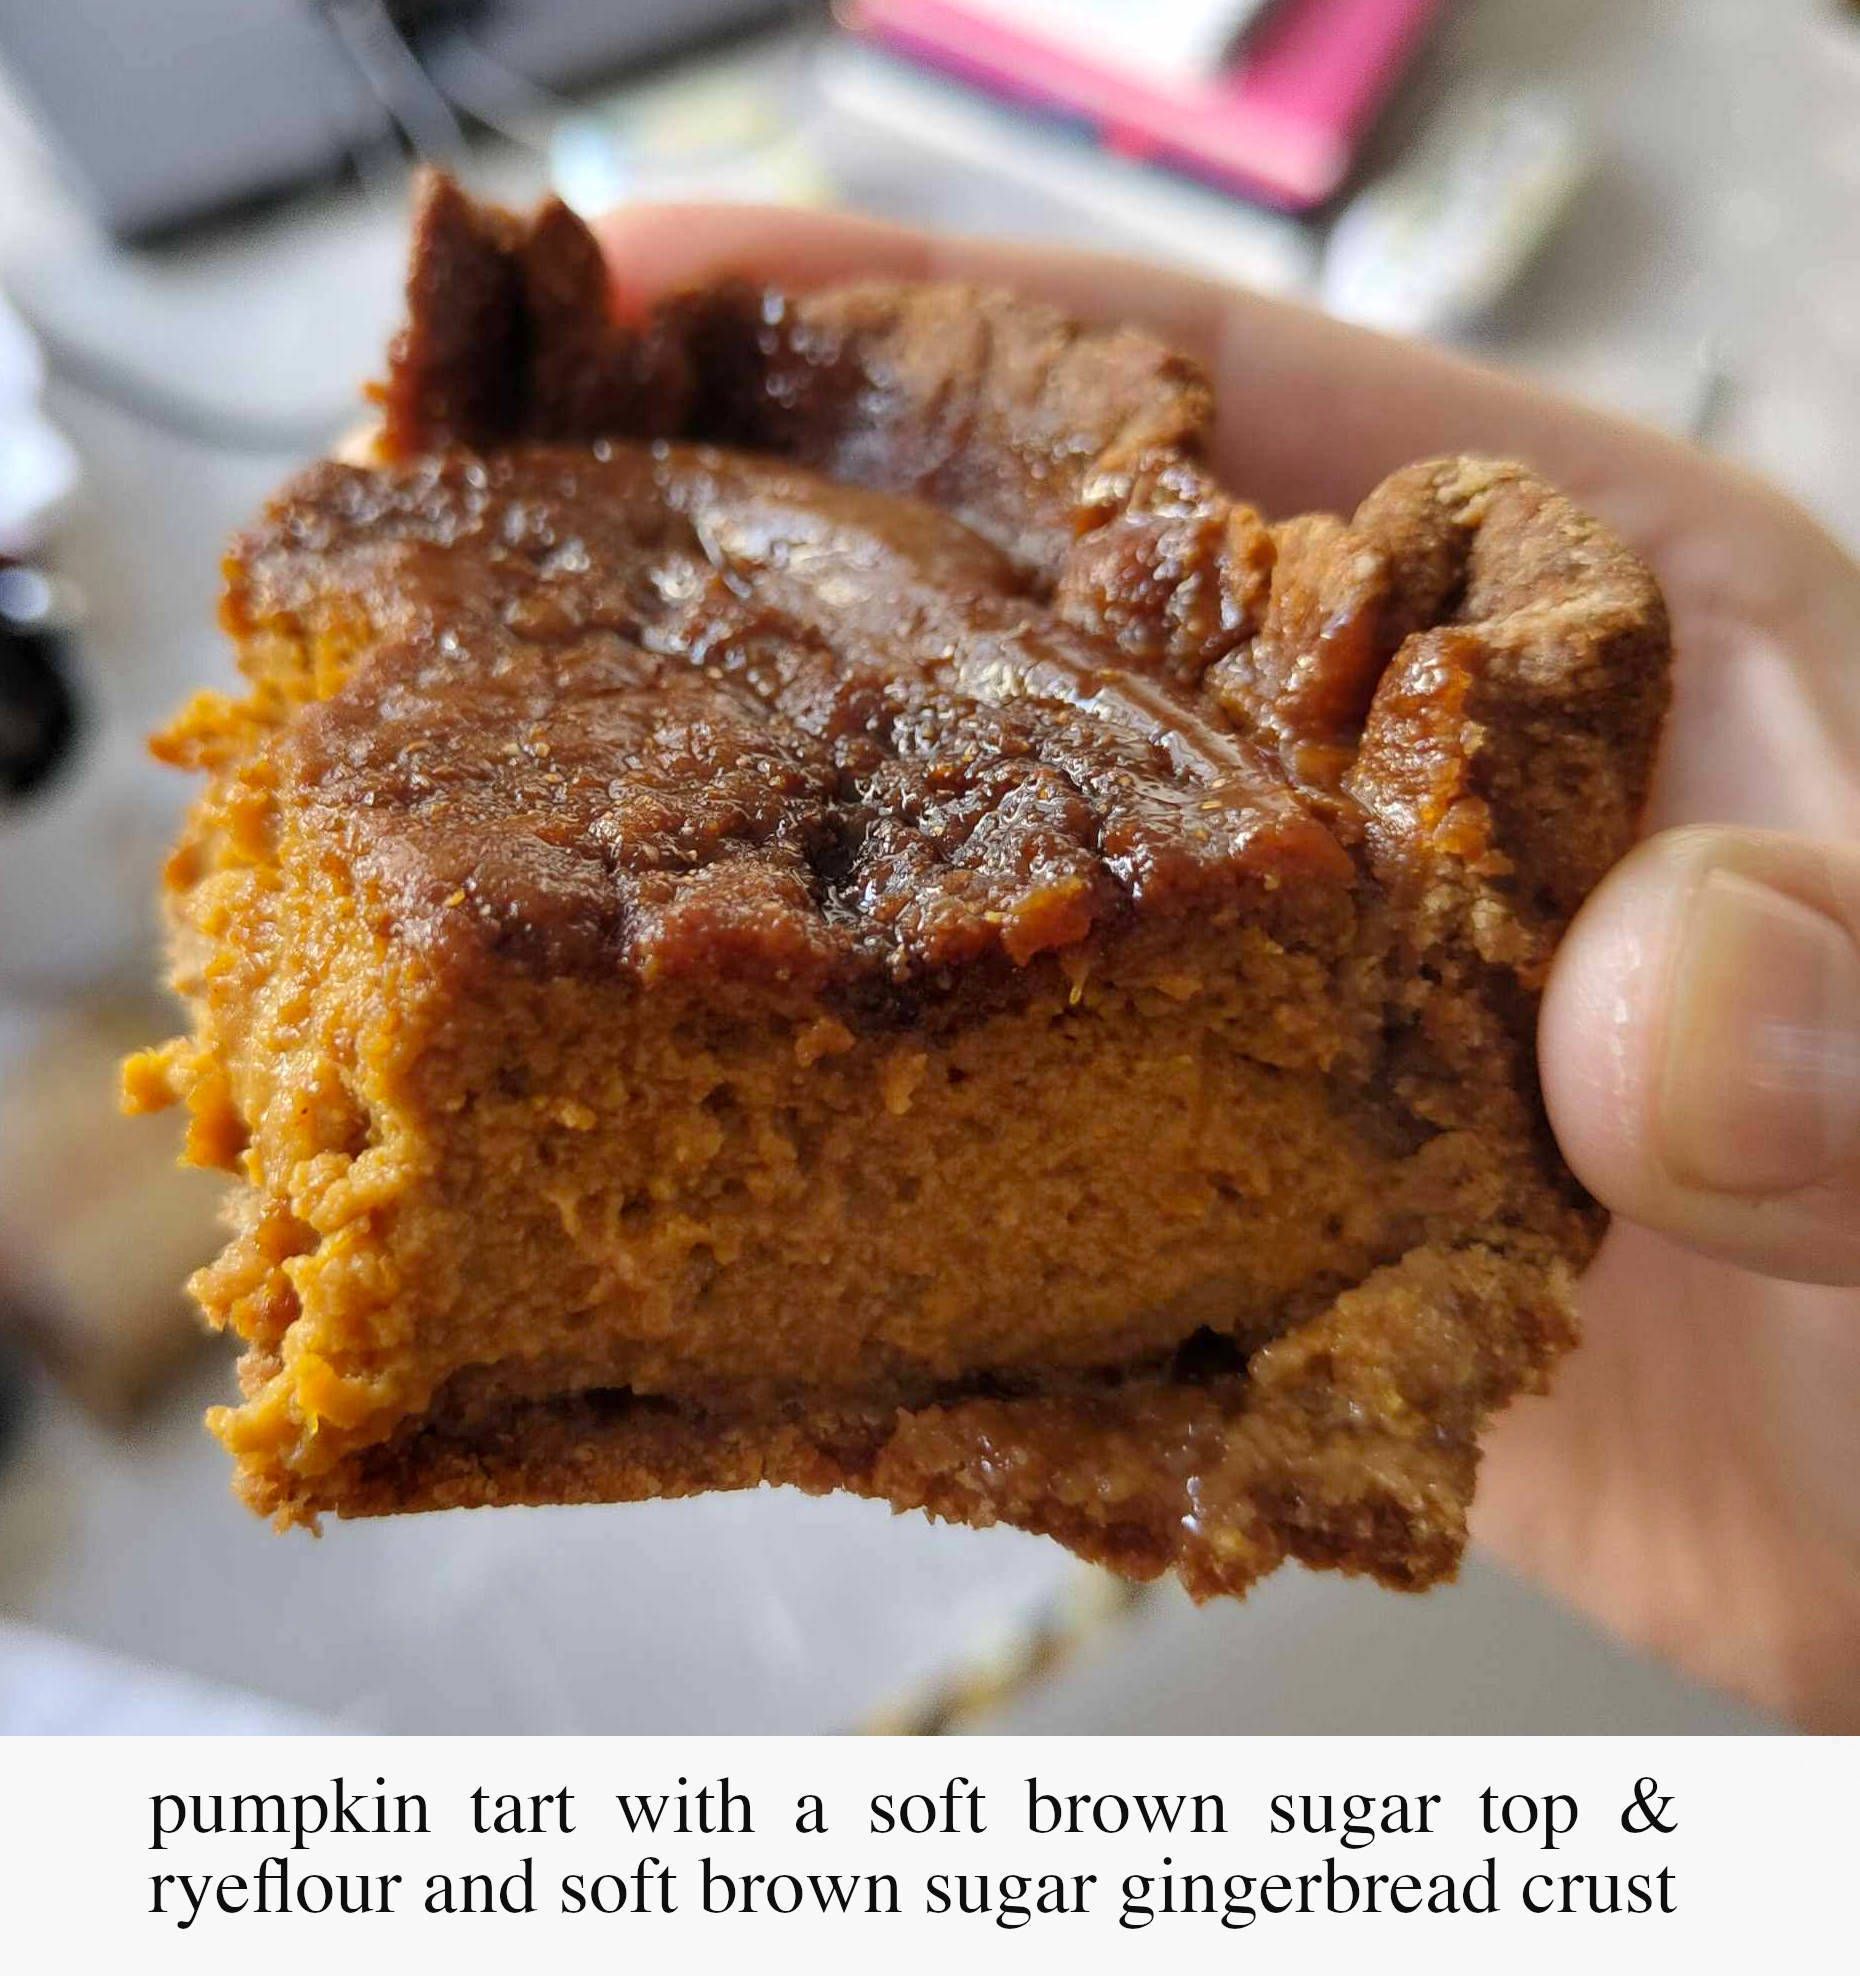 pumpkin tart with a soft brown sugar top &
ryeflour and soft brown sugar gingerbread crust